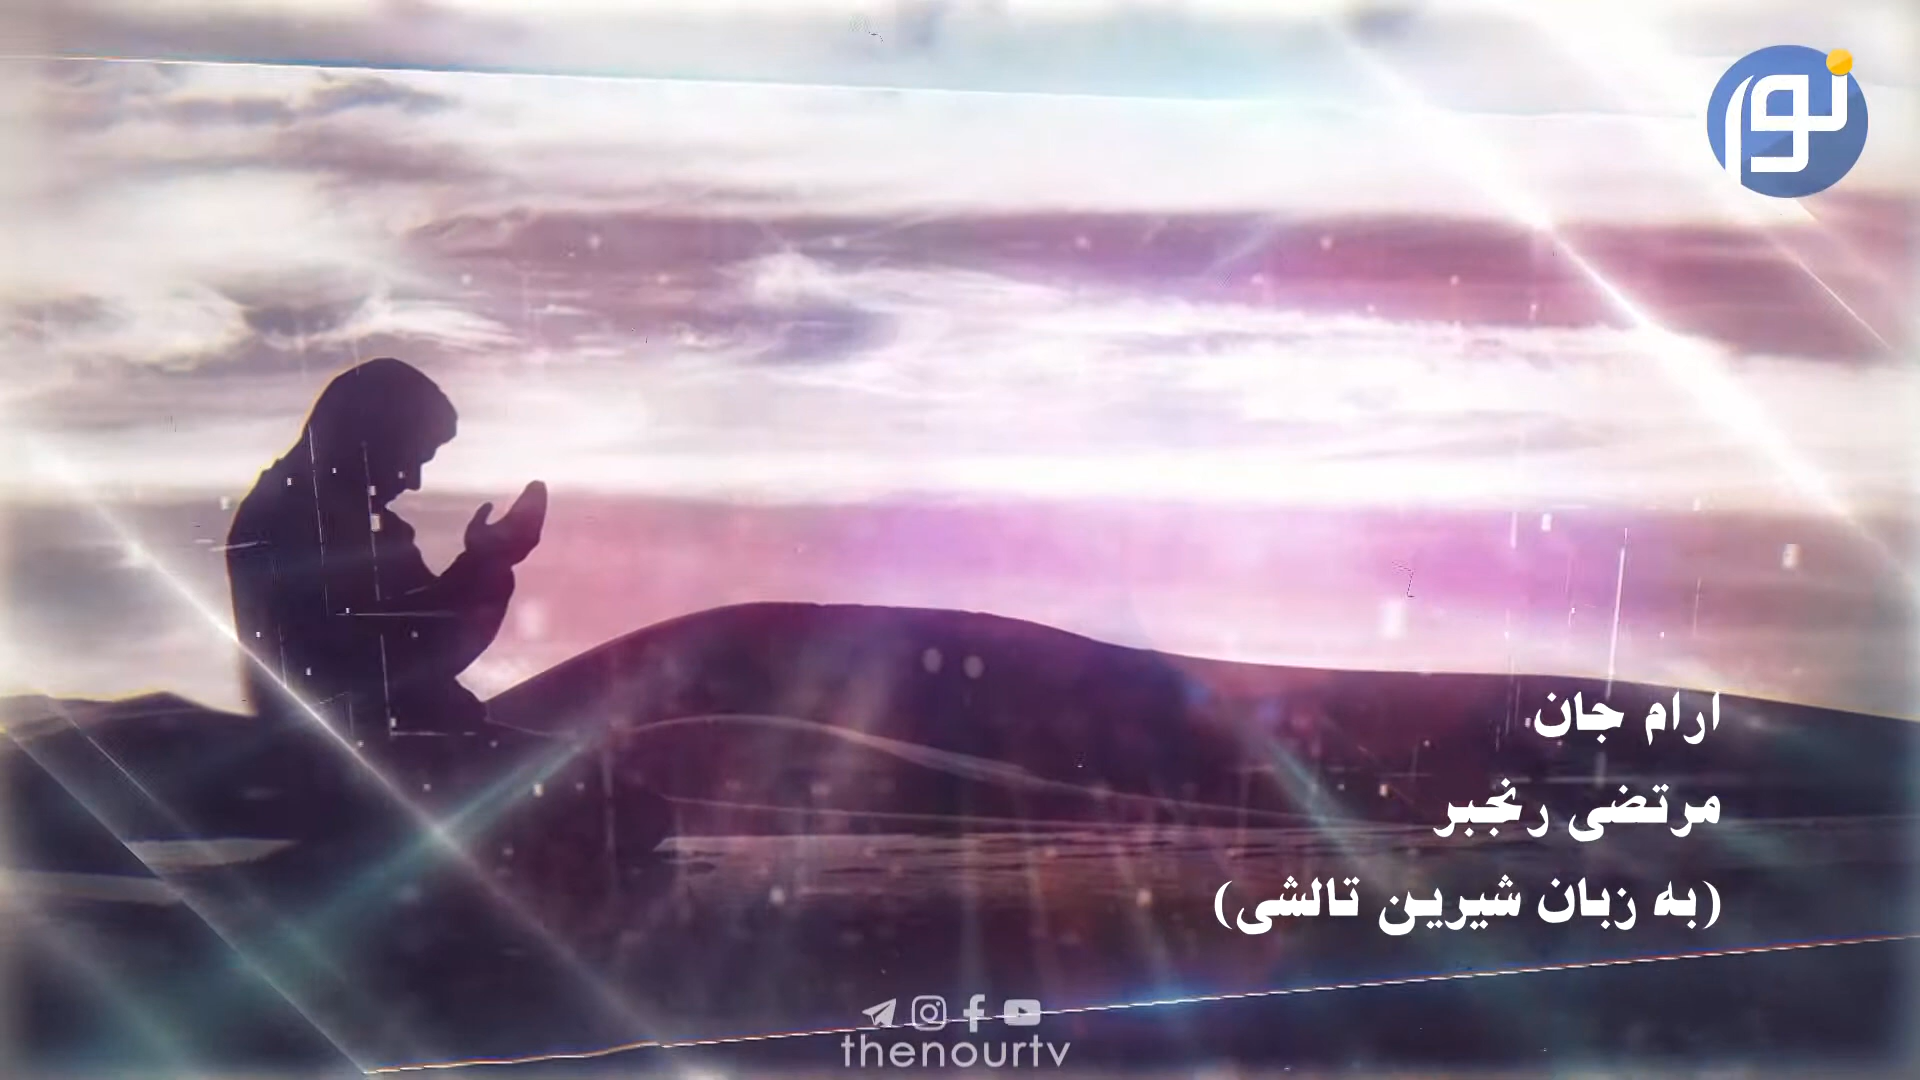 نور
ارام جان
مرتضی رنجبر
(به زبان شیرین تالشی)
thenourtv